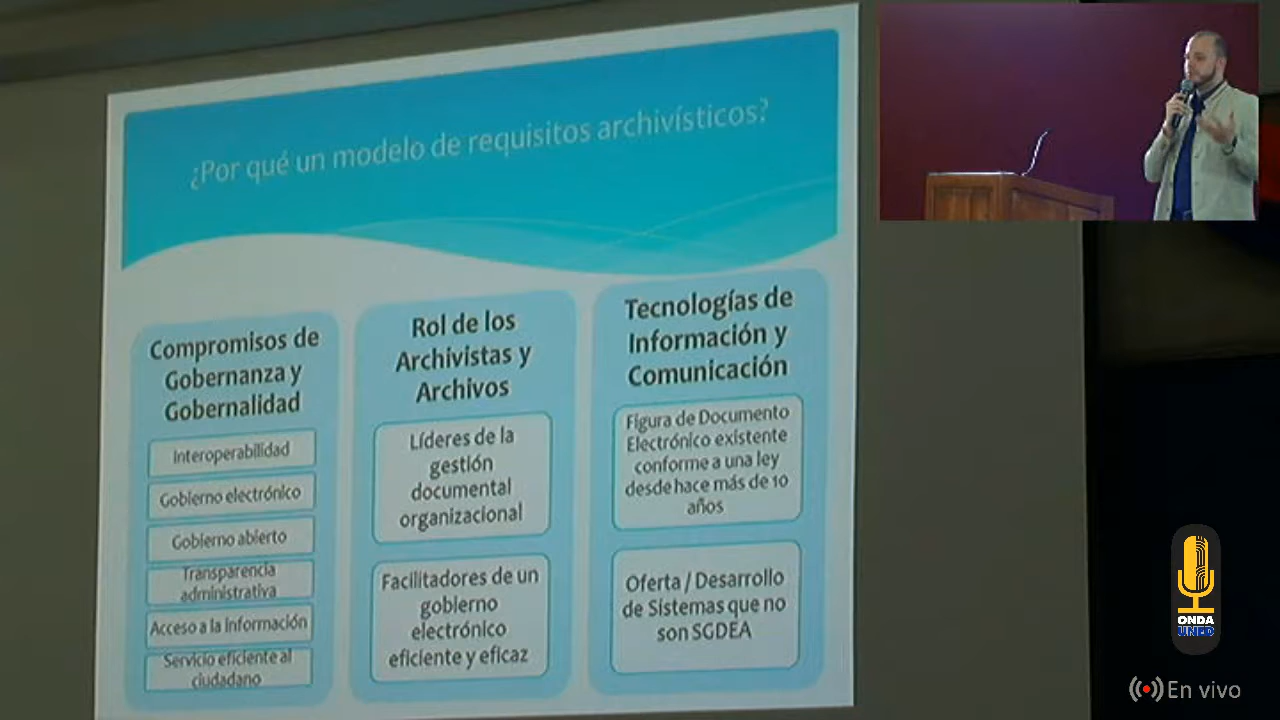 ¿Por qué un modelo de requisitos archivísticos?
Compromisos de
Gobernanza y
Gobernalidad
Interoperabilidad
Gobierno electrónico
Gobierno abierto
Transparencia
administrativa
Acceso a la Información
Servicio eficiente al
ciudadano
Rol de los
Archivistas y
Archivos
Líderes de la
gestión
documental
organizacional
Facilitadores de un
gobierno
electrónico
eficiente y eficaz
Tecnologías de
Información y
Comunicación
Figura de Documento
Electrónico existente
conforme a una ley
desde hace más de 10
años
Oferta / Desarrollo
de Sistemas que no
son SGDEA
ONDA
UNED
En vivo